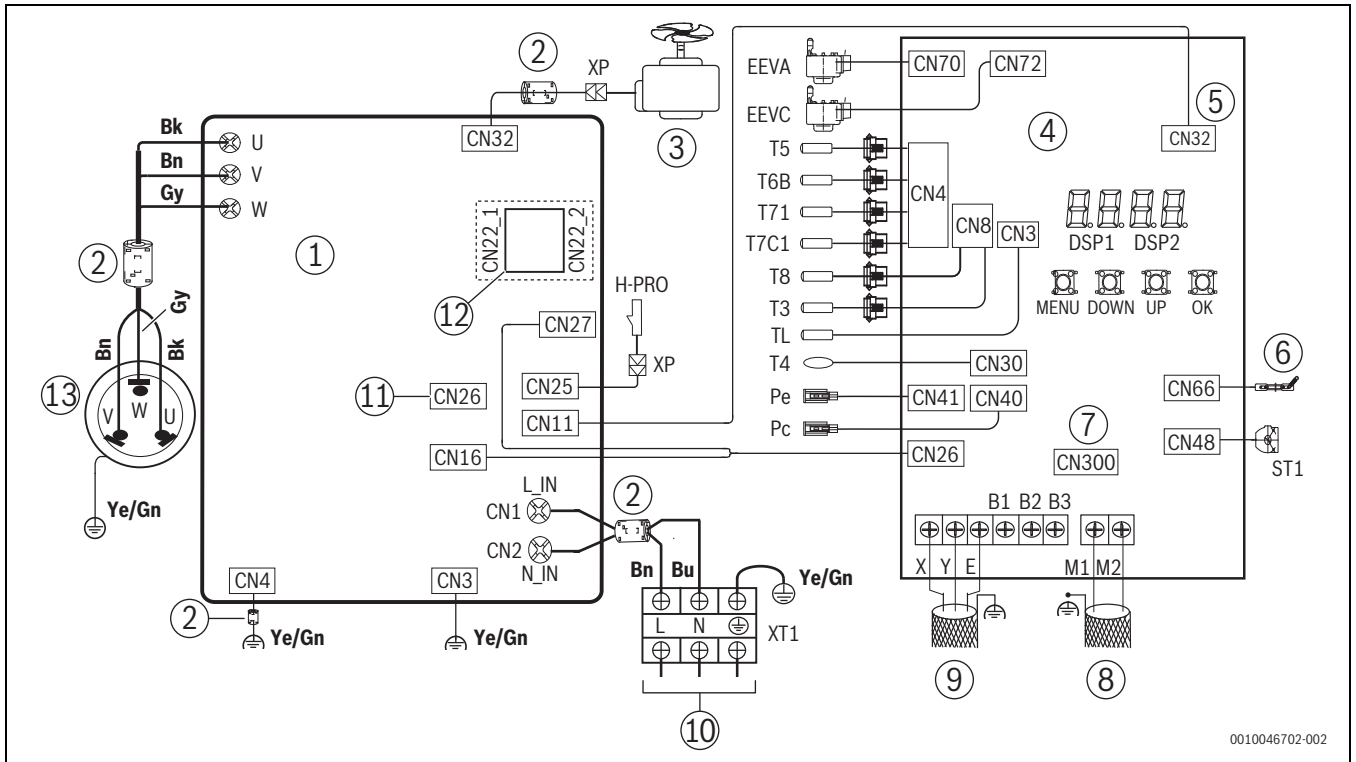 2
XP
3
CN32
Bk
U
Bn
V
Gy
W
2
1
CN22_1
CN22_2
12
H-PRO
XP
CN27
CN25
11
CN26
CN11
CN16
Gy
Bn
Bk
13
V
W
U
Ye/Gn
L_IN
CN1
CN2
N_IN
2
CN4
2
Ye/Gn
CN3
Ye/Gn
Bn
Bu
Ye/Gn
L
N
XT1
10
EEVA
CN70
CN72
EEVC
4
5
CN32
T5
T6B
T71
T7C1
T8
T3
TL
T4
Pe
Pc
CN4
CN8
CN3
CN30
CN41
CN40
CN26
DSP1
DSP2
MENU
DOWN
UP
OK
6
CN66
CN48
ST1
7
CN300
B1
B2
B3
X
Y
E
M1
M2
9
8
0010046702-002